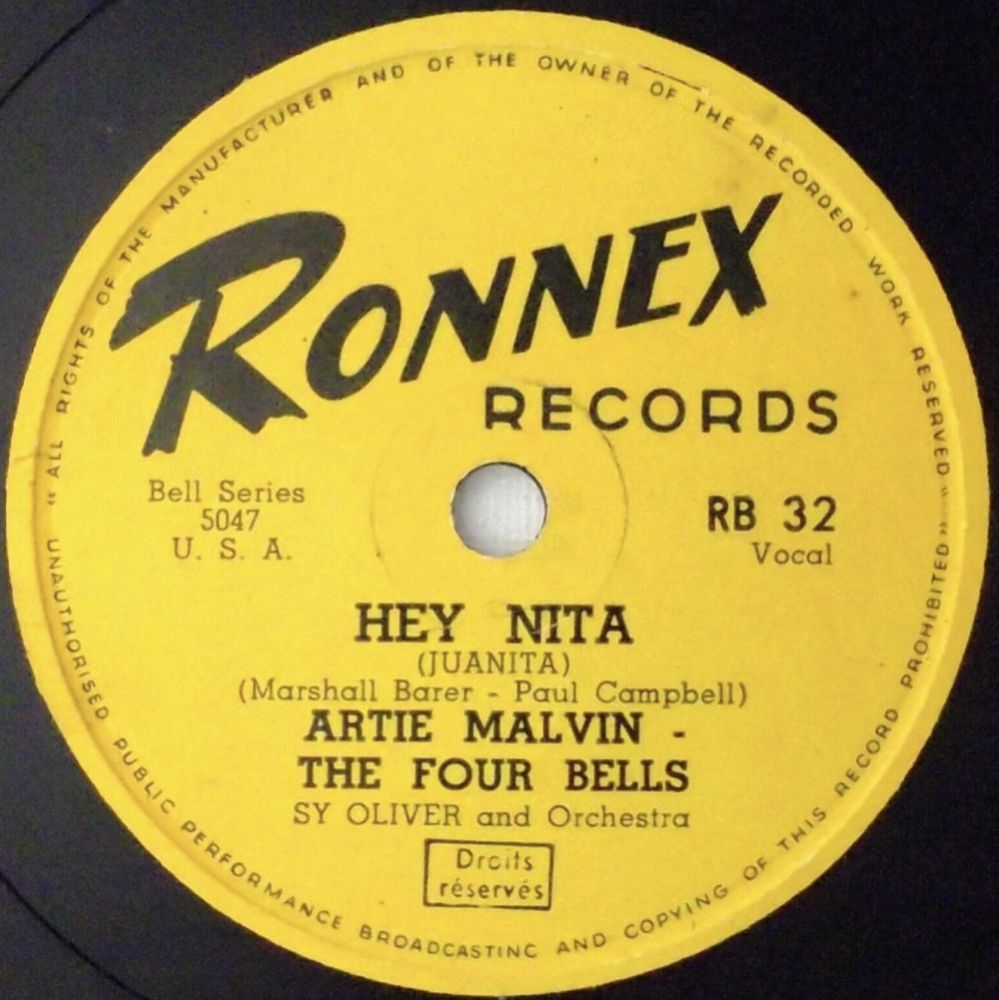 « ALL RIGHTS OF THE MANUFACTURER AND OF THE OWNER OF THE RECORDED WORK RESERVED «
RONNEX
RECORDS
Bell Series
5047
U. S. A.
RB 32
Vocal
HEY NITA
(JUANITA)
(Marshall Barer - Paul Campbell)
ARTIE MALVIN -
THE FOUR BELLS
SY OLIVER and Orchestra
Droits
réservés
UNAUTHORISED PUBLIC PERFORMANCE BROADCASTING AND COPYING OF THIS RECORD PROHIBITED »